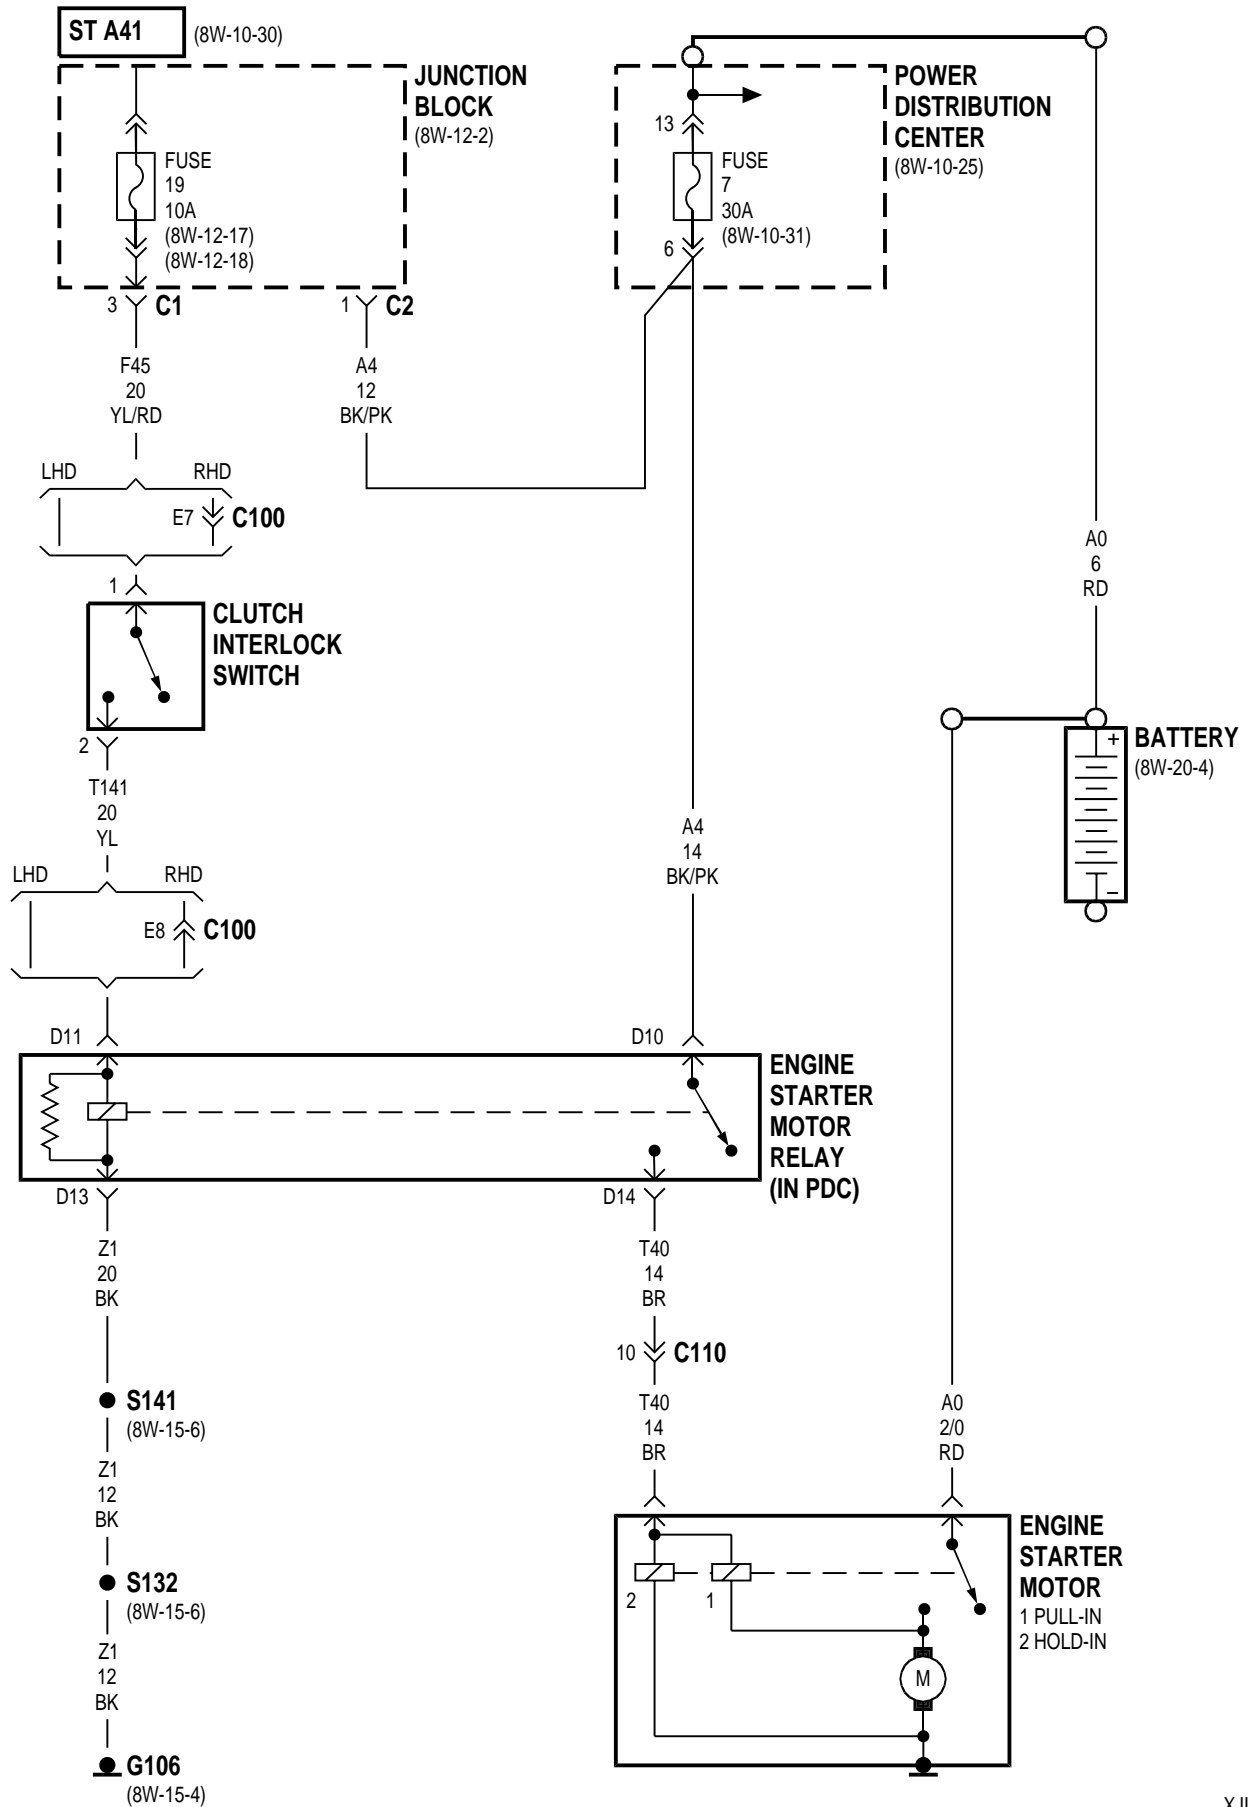 ST A41
(8W-10-30)
JUNCTION
BLOCK
(8W-12-2)
FUSE
19
10A
(8W-12-17)
(8W-12-18)
3
C1
1
C2
POWER
DISTRIBUTION
CENTER
(8W-10-25)
13
FUSE
7
30A
(8W-10-31)
6
F45
20
YL/RD
A4
12
BK/PK
LHD
RHD
E7
C100
1
CLUTCH
INTERLOCK
SWITCH
2
T141
20
YL
LHD
RHD
E8
C100
A0
6
RD
+
BATTERY
(8W-20-4)
–
A4
14
BK/PK
D11
D10
ENGINE
STARTER
MOTOR
RELAY
(IN PDC)
D13
D14
Z1
20
BK
T40
14
BR
10
C110
S141
(8W-15-6)
T40
14
BR
A0
2/0
RD
Z1
12
BK
S132
(8W-15-6)
ENGINE
STARTER
MOTOR
1 PULL-IN
2 HOLD-IN
2
1
M
Z1
12
BK
G106
(8W-15-4)